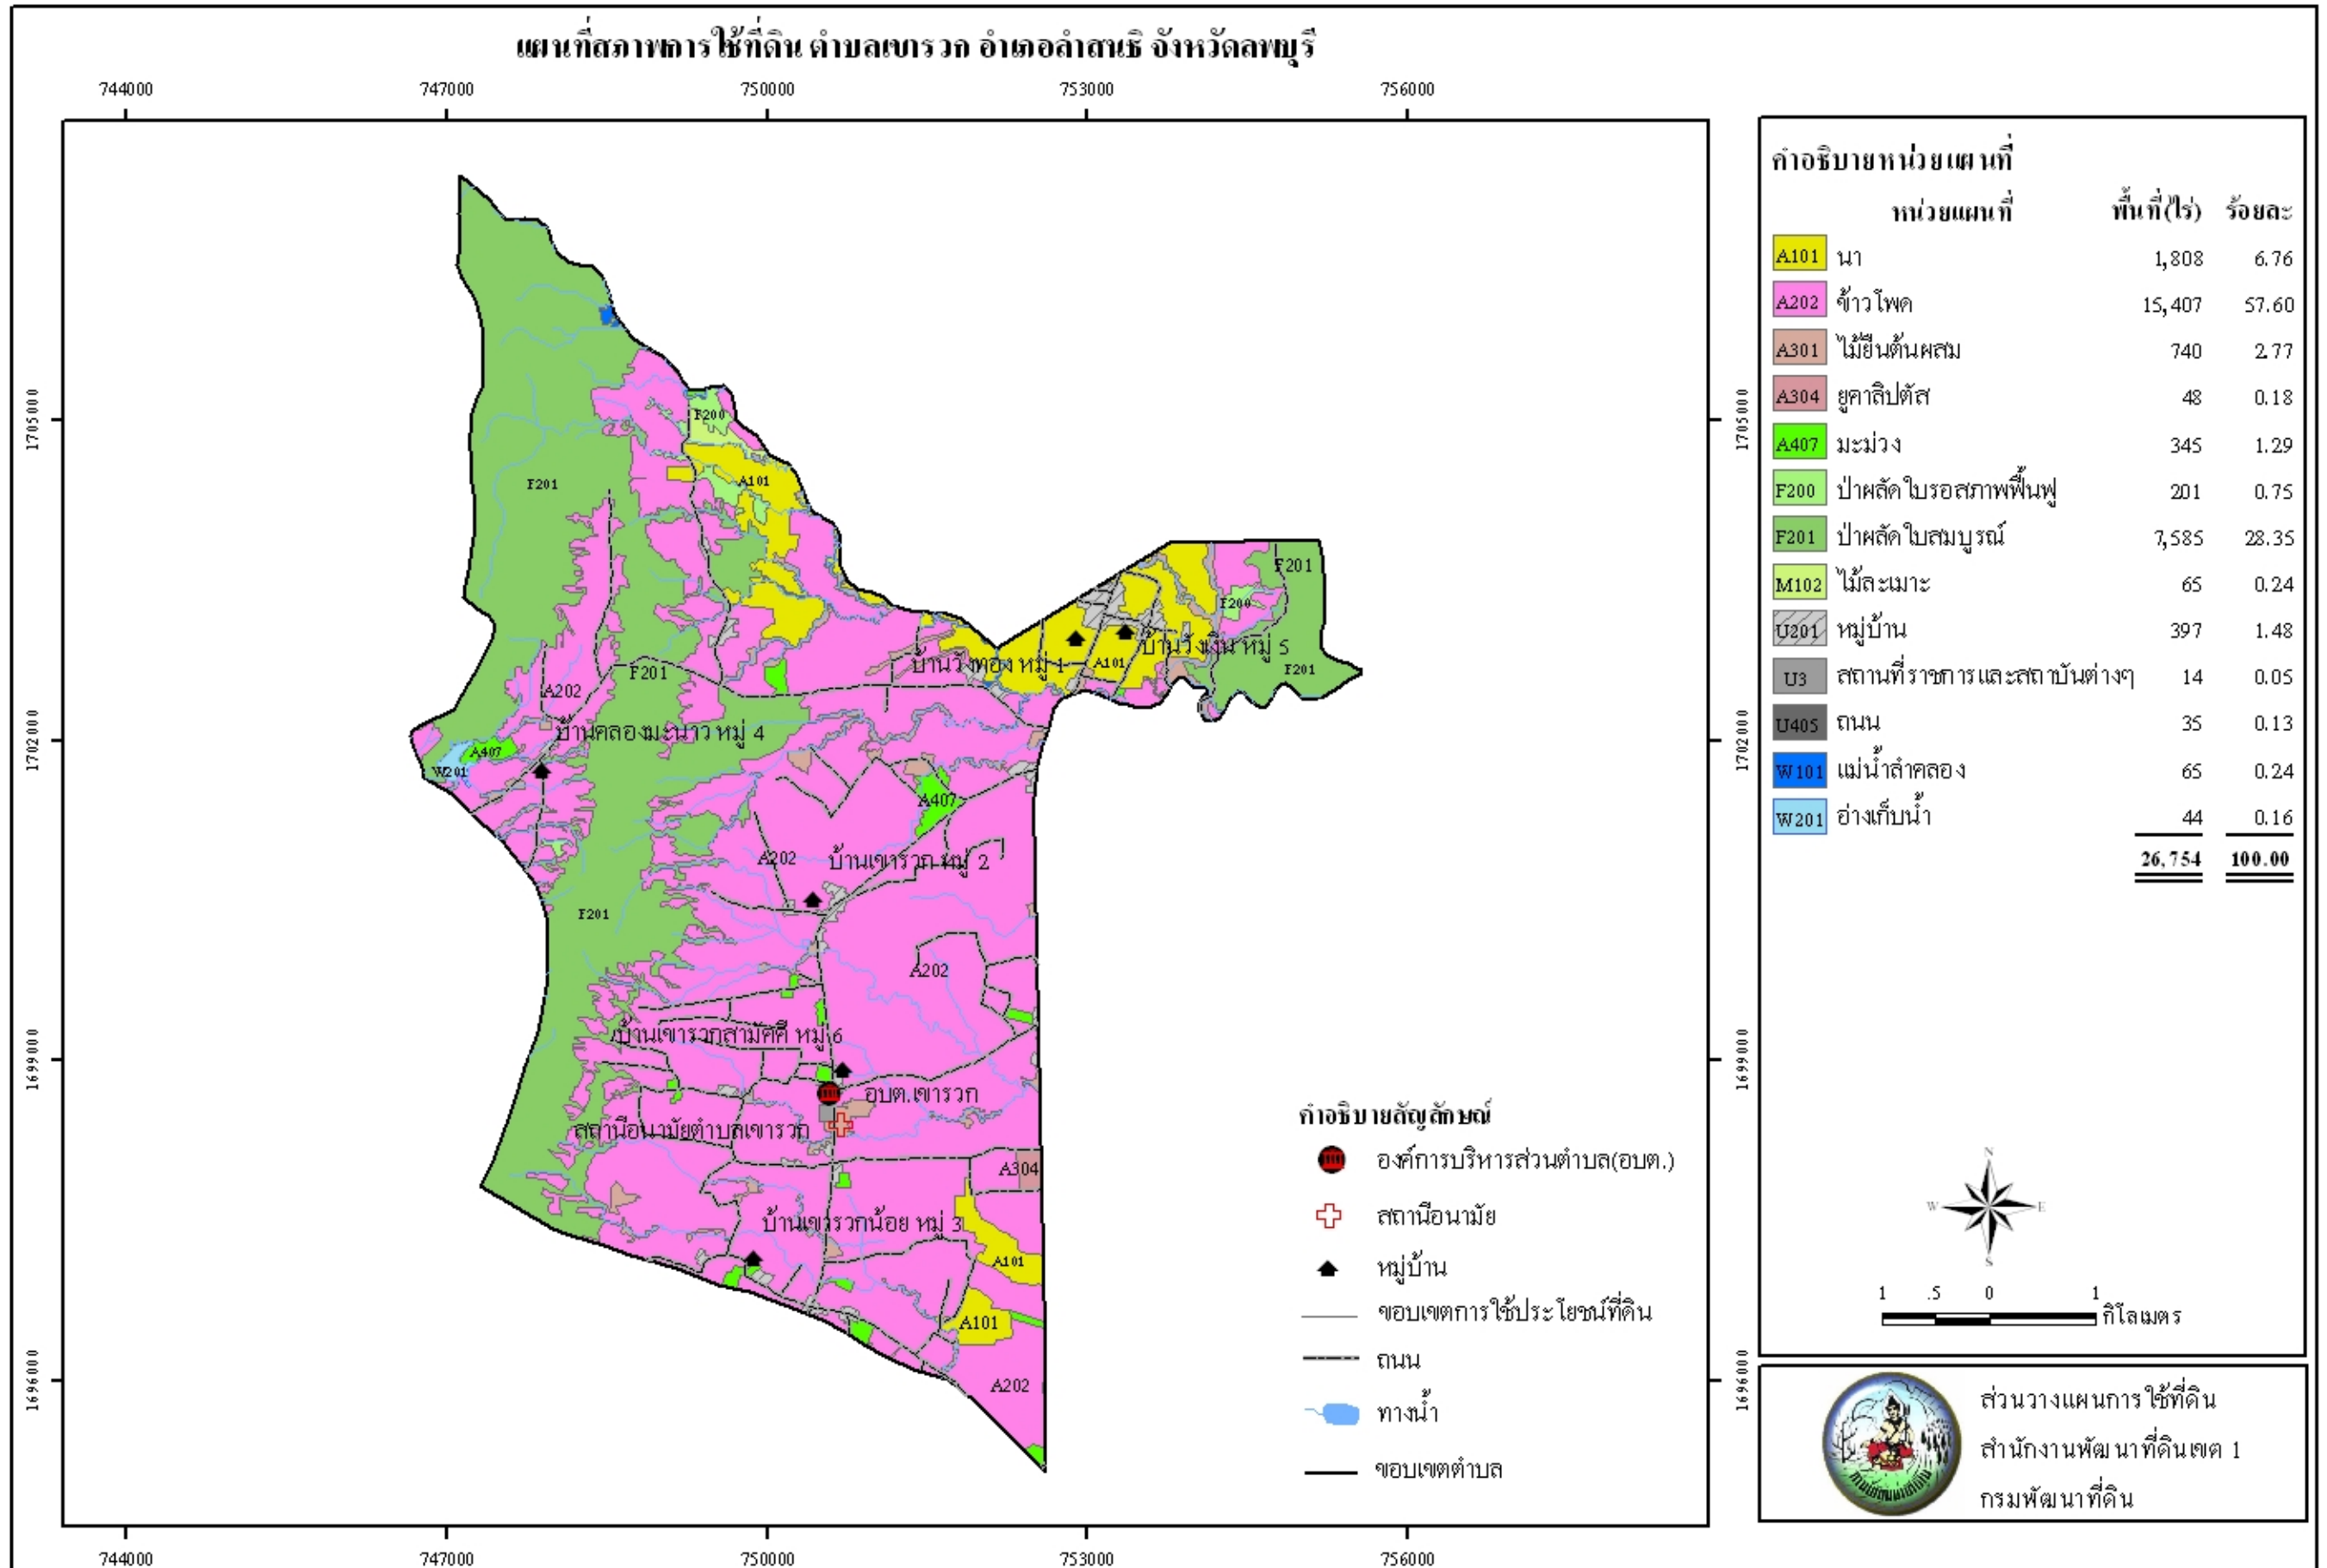 แผนที่สภาพการใช้ที่ดิน ตำบลเขารวก อำเภอลำสนธิ จังหวัดลพบุรี
744000 747000 750000 753000 756000
1705000
1702000
1699000
1696000
F200
A101
F201
F201
F200
บ้านวังเงิน หมู่ 5
บ้านวังทอง หมู่ 1
A101
F201
F201
A202
บ้านคลองมะนาว หมู่ 4
A407
W201
A407
A202
บ้านเขารวก หมู่ 2
F201
A202
บ้านเขารวกสามัคคี หมู่ 6
อบต.เขารวก
สถานีอนามัยตำบลเขารวก
A304
บ้านเขารวกน้อย หมู่ 3
A101
A101
A202
1705000
1702000
1699000
1696000
744000 747000 750000 753000 756000
คำอธิบายสัญลักษณ์
องค์การบริหารส่วนตำบล(อบต.)
สถานีอนามัย
หมู่บ้าน
ขอบเขตการใช้ประโยชน์ที่ดิน
ถนน
ทางน้ำ
ขอบเขตตำบล
คำอธิบายหน่วยแผนที่
หน่วยแผนที่ พื้นที่(ไร่) ร้อยละ
A101 นา 1,808 6.76
A202 ข้าวโพด 15,407 57.60
A301 ไม้ยืนต้นผสม 740 2.77
A304 ยูคาลิปตัส 48 0.18
A407 มะม่วง 345 1.29
F200 ป่าผลัดใบรอสภาพฟื้นฟู 201 0.75
F201 ป่าผลัดใบสมบูรณ์ 7,585 28.35
M102 ไม้ละเมาะ 65 0.24
U201 หมู่บ้าน 397 1.48
U3 สถานที่ราชการและสถาบันต่างๆ 14 0.05
U405 ถนน 35 0.13
W101 แม่น้ำลำคลอง 65 0.24
W201 อ่างเก็บน้ำ 44 0.16
26,754 100.00
N
W E
S
1 .5 0 1
กิโลเมตร
ส่วนวางแผนการใช้ที่ดิน
สำนักงานพัฒนาที่ดินเขต 1
กรมพัฒนาที่ดิน
กรมพัฒนาที่ดิน